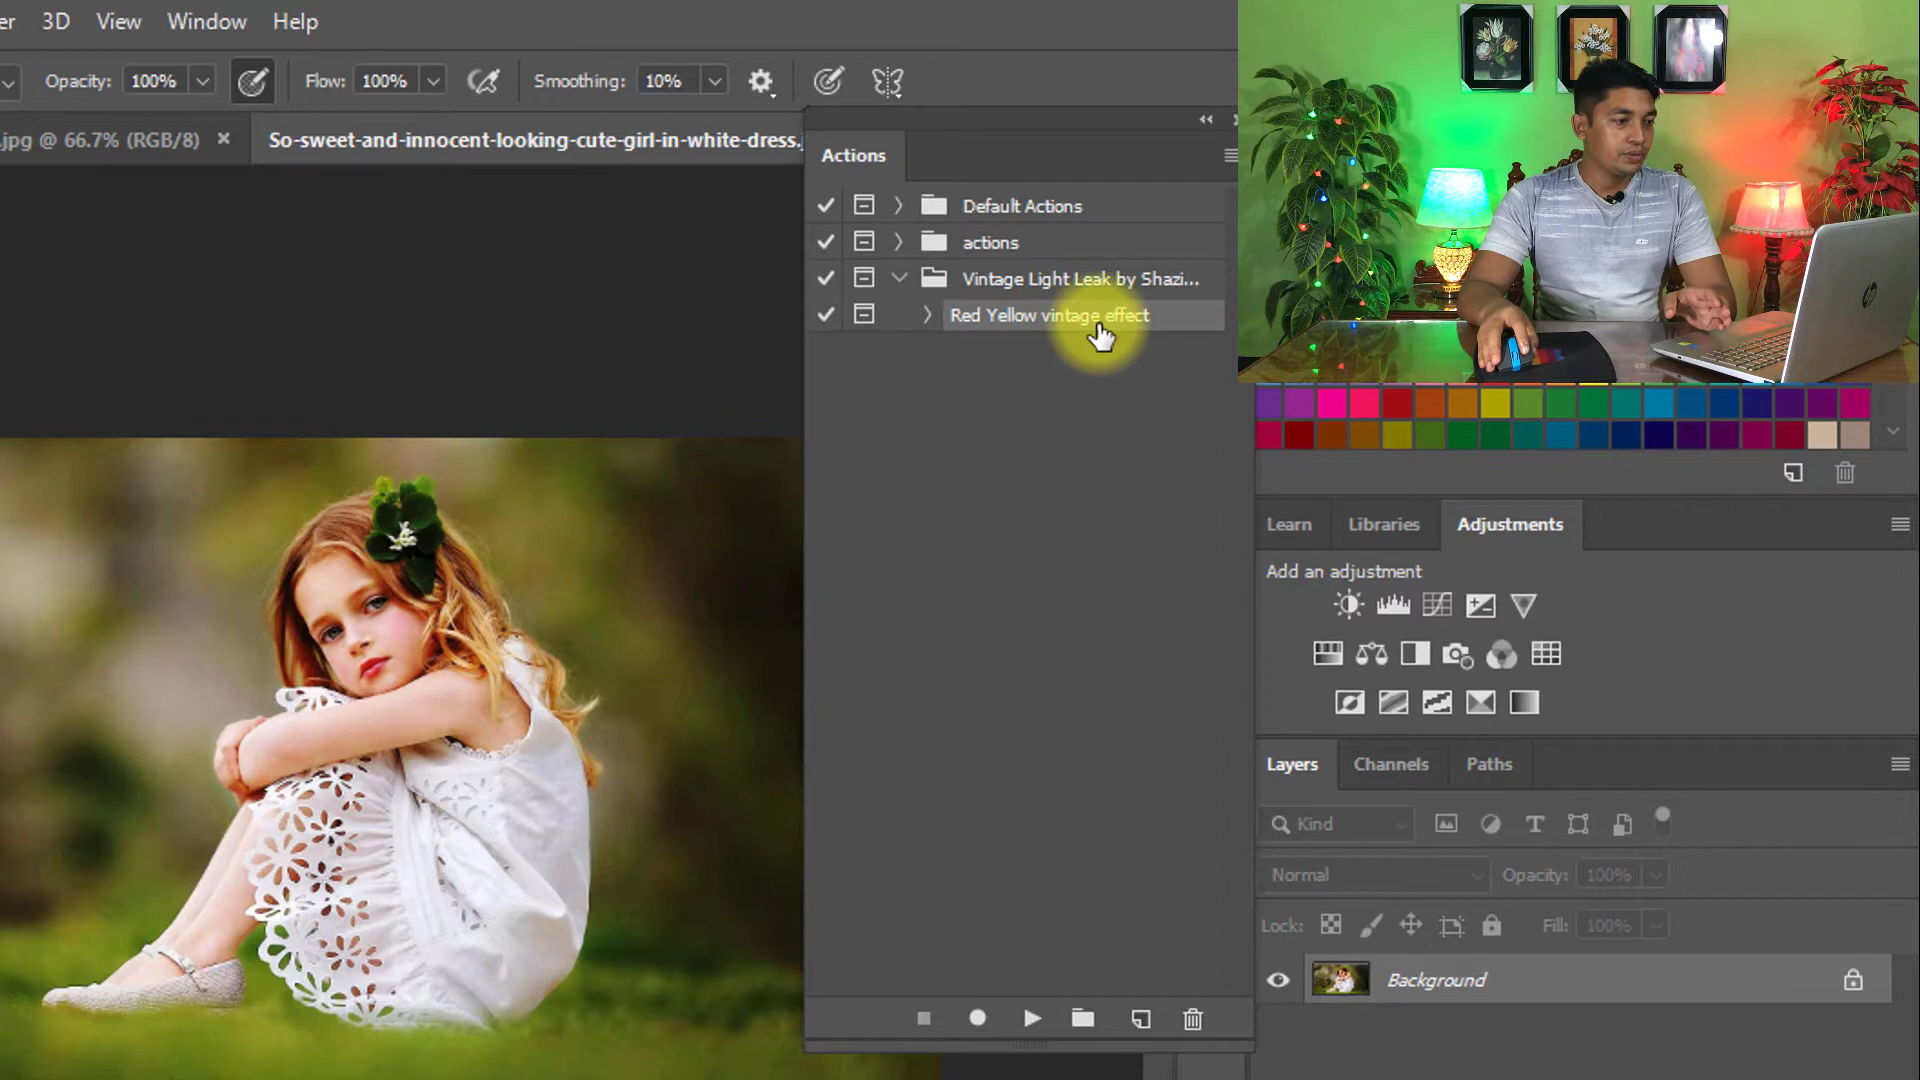 er 3D View Window Help
Opacity: 100% Flow: 100% Smoothing: 10%
.jpg @ 66.7% (RGB/8) × So-sweet-and-innocent-looking-cute-girl-in-white-dress.j
Actions
Default Actions
actions
Vintage Light Leak by Shazi...
Red Yellow vintage effect
Learn Libraries Adjustments
Add an adjustment
Layers Channels Paths
Kind
Normal Opacity: 100%
Lock: Fill: 100%
Background